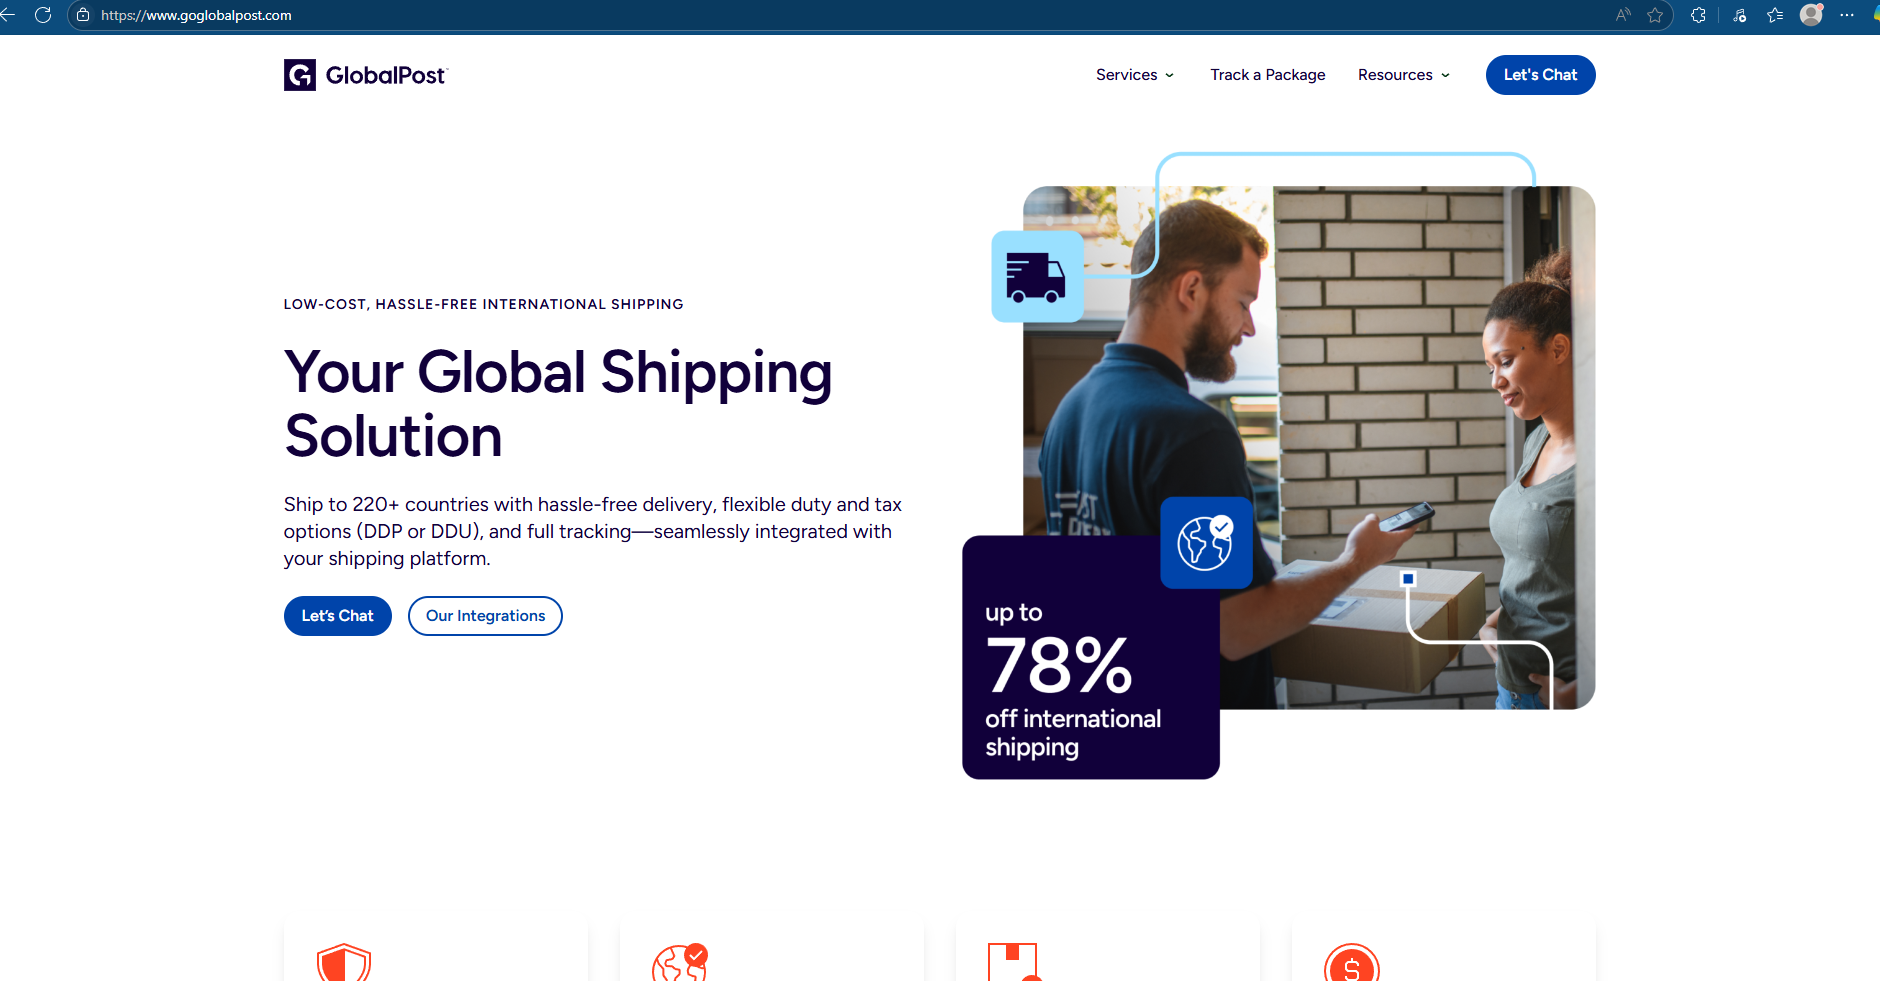 https://www.goglobalpost.com
GlobalPost
Services
Track a Package
Resources
Let's Chat
LOW-COST, HASSLE-FREE INTERNATIONAL SHIPPING
Your Global Shipping
Solution
Ship to 220+ countries with hassle-free delivery, flexible duty and tax
options (DDP or DDU), and full tracking—seamlessly integrated with
your shipping platform.
Let’s Chat
Our Integrations
up to
78%
off international
shipping